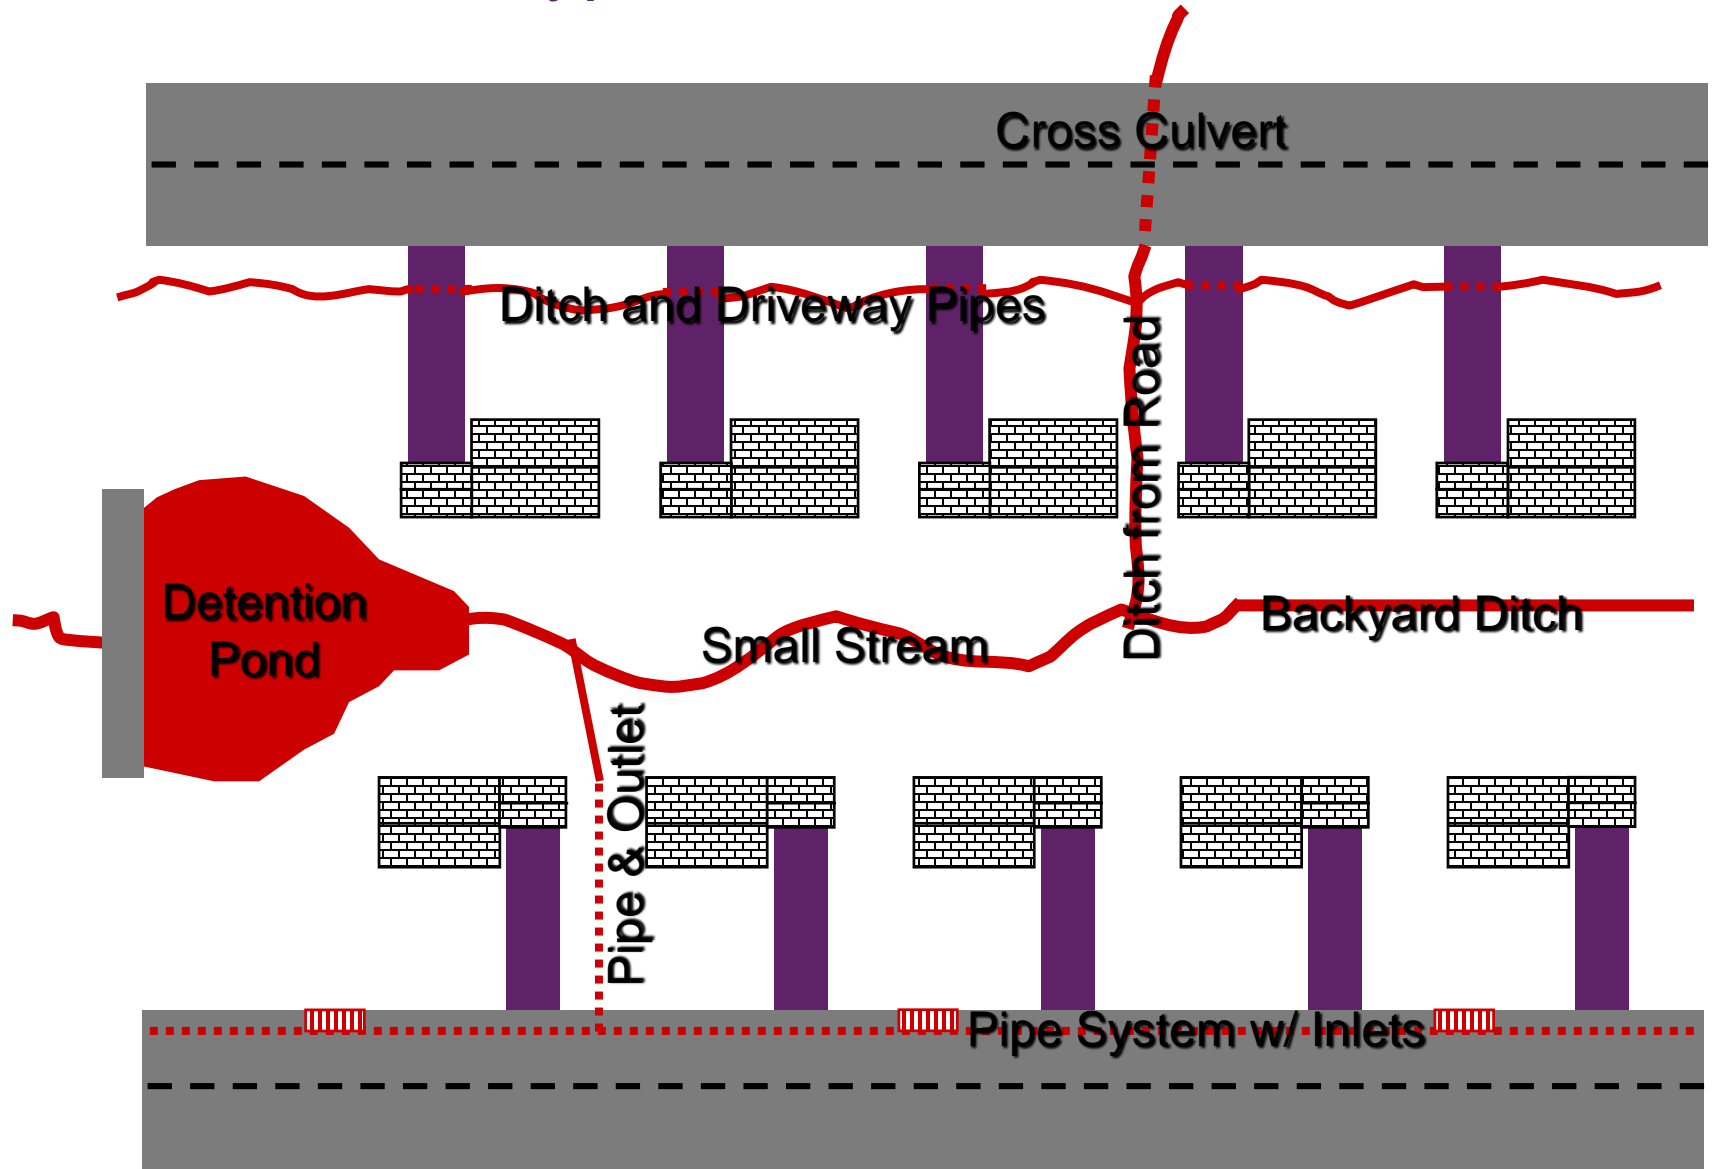 Cross Culvert
Ditch and Driveway Pipes
Ditch from Road
Detention
Pond
Small Stream
Backyard Ditch
Pipe & Outlet
Pipe System w/ Inlets